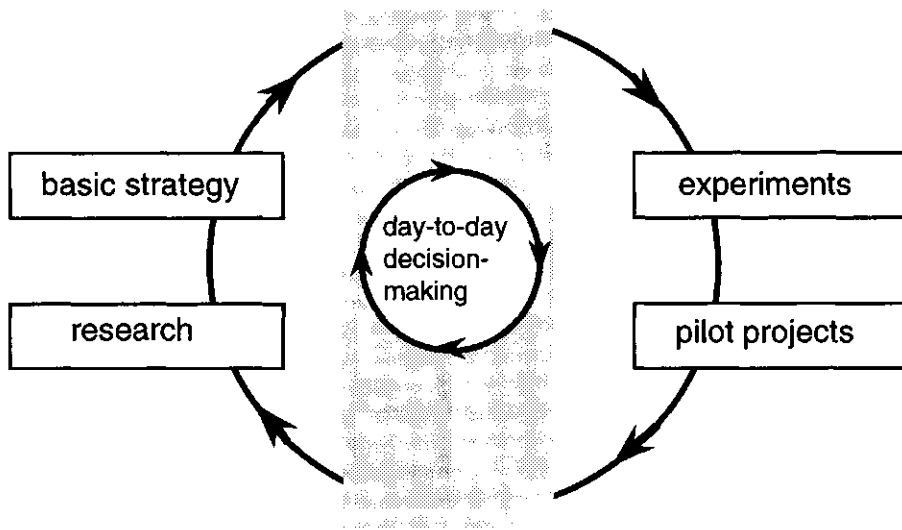 basic strategy
experiments
day-to-day
decision-
making
research
pilot projects